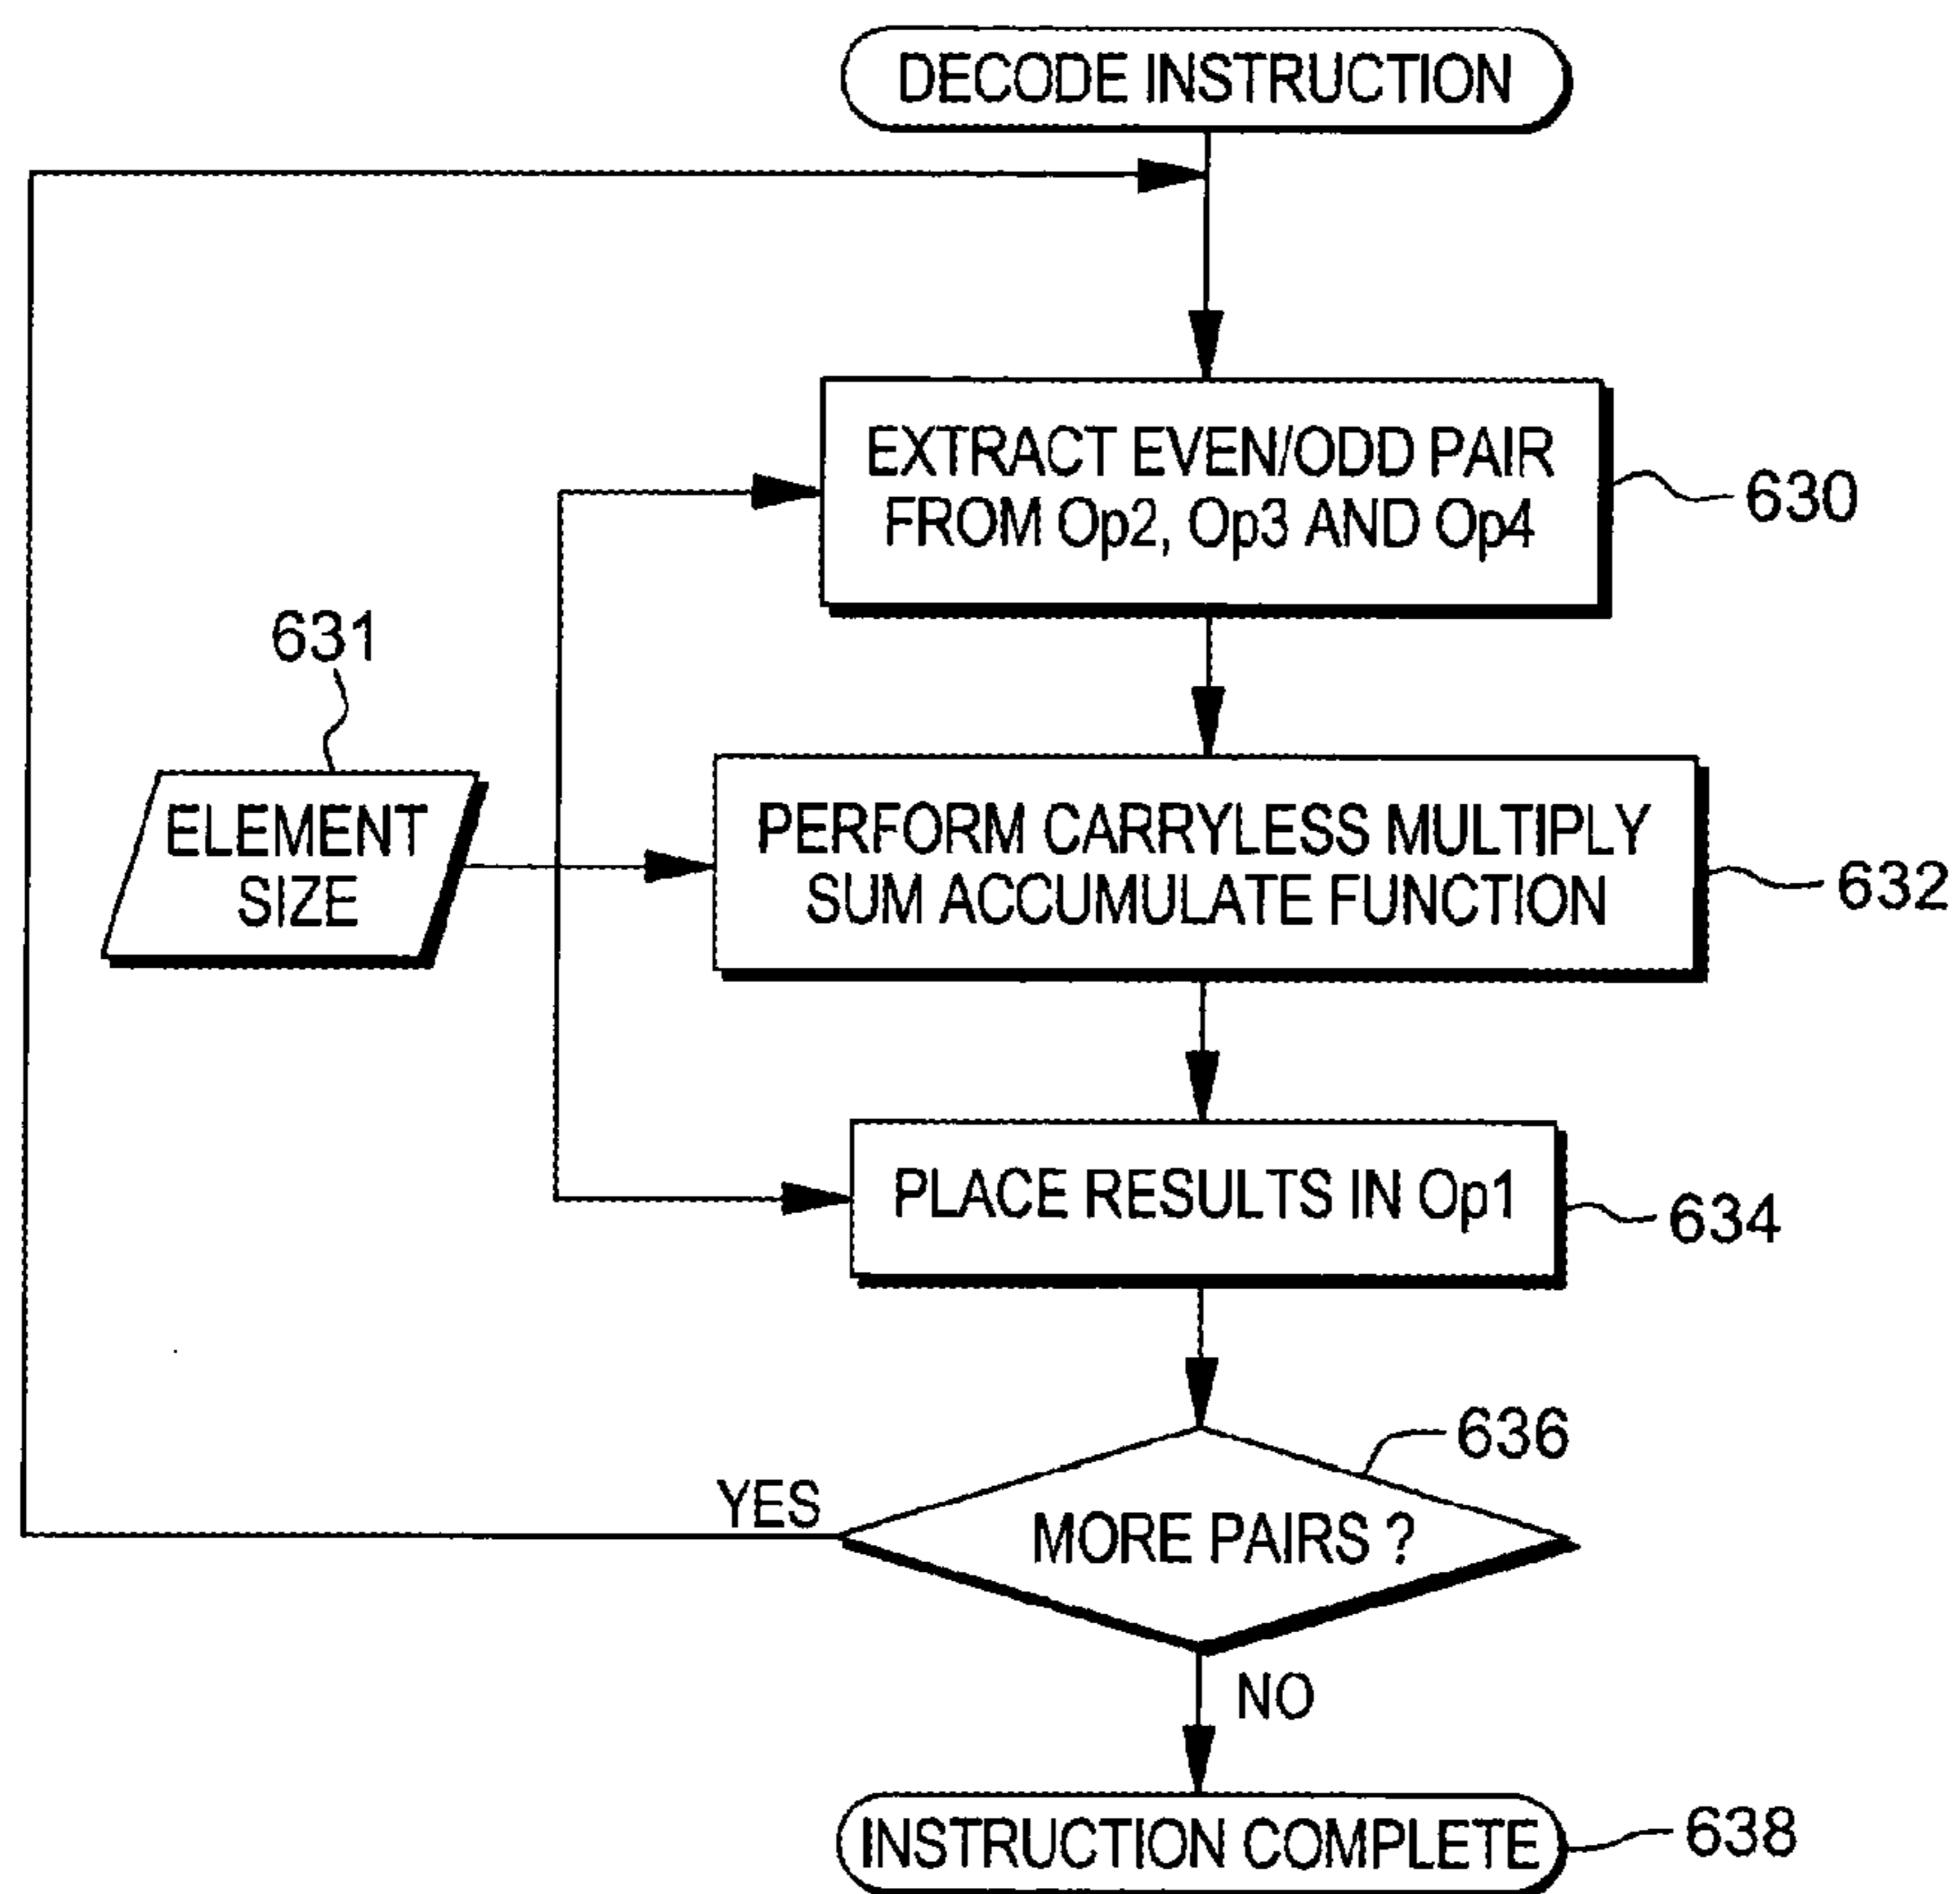 DECODE INSTRUCTION
EXTRACT EVEN/ODD PAIR
FROM Op2, Op3 AND Op4
630
631
ELEMENT
SIZE
PERFORM CARRYLESS MULTIPLY
SUM ACCUMULATE FUNCTION
632
PLACE RESULTS IN Op1
634
636
YES
MORE PAIRS ?
NO
INSTRUCTION COMPLETE
638